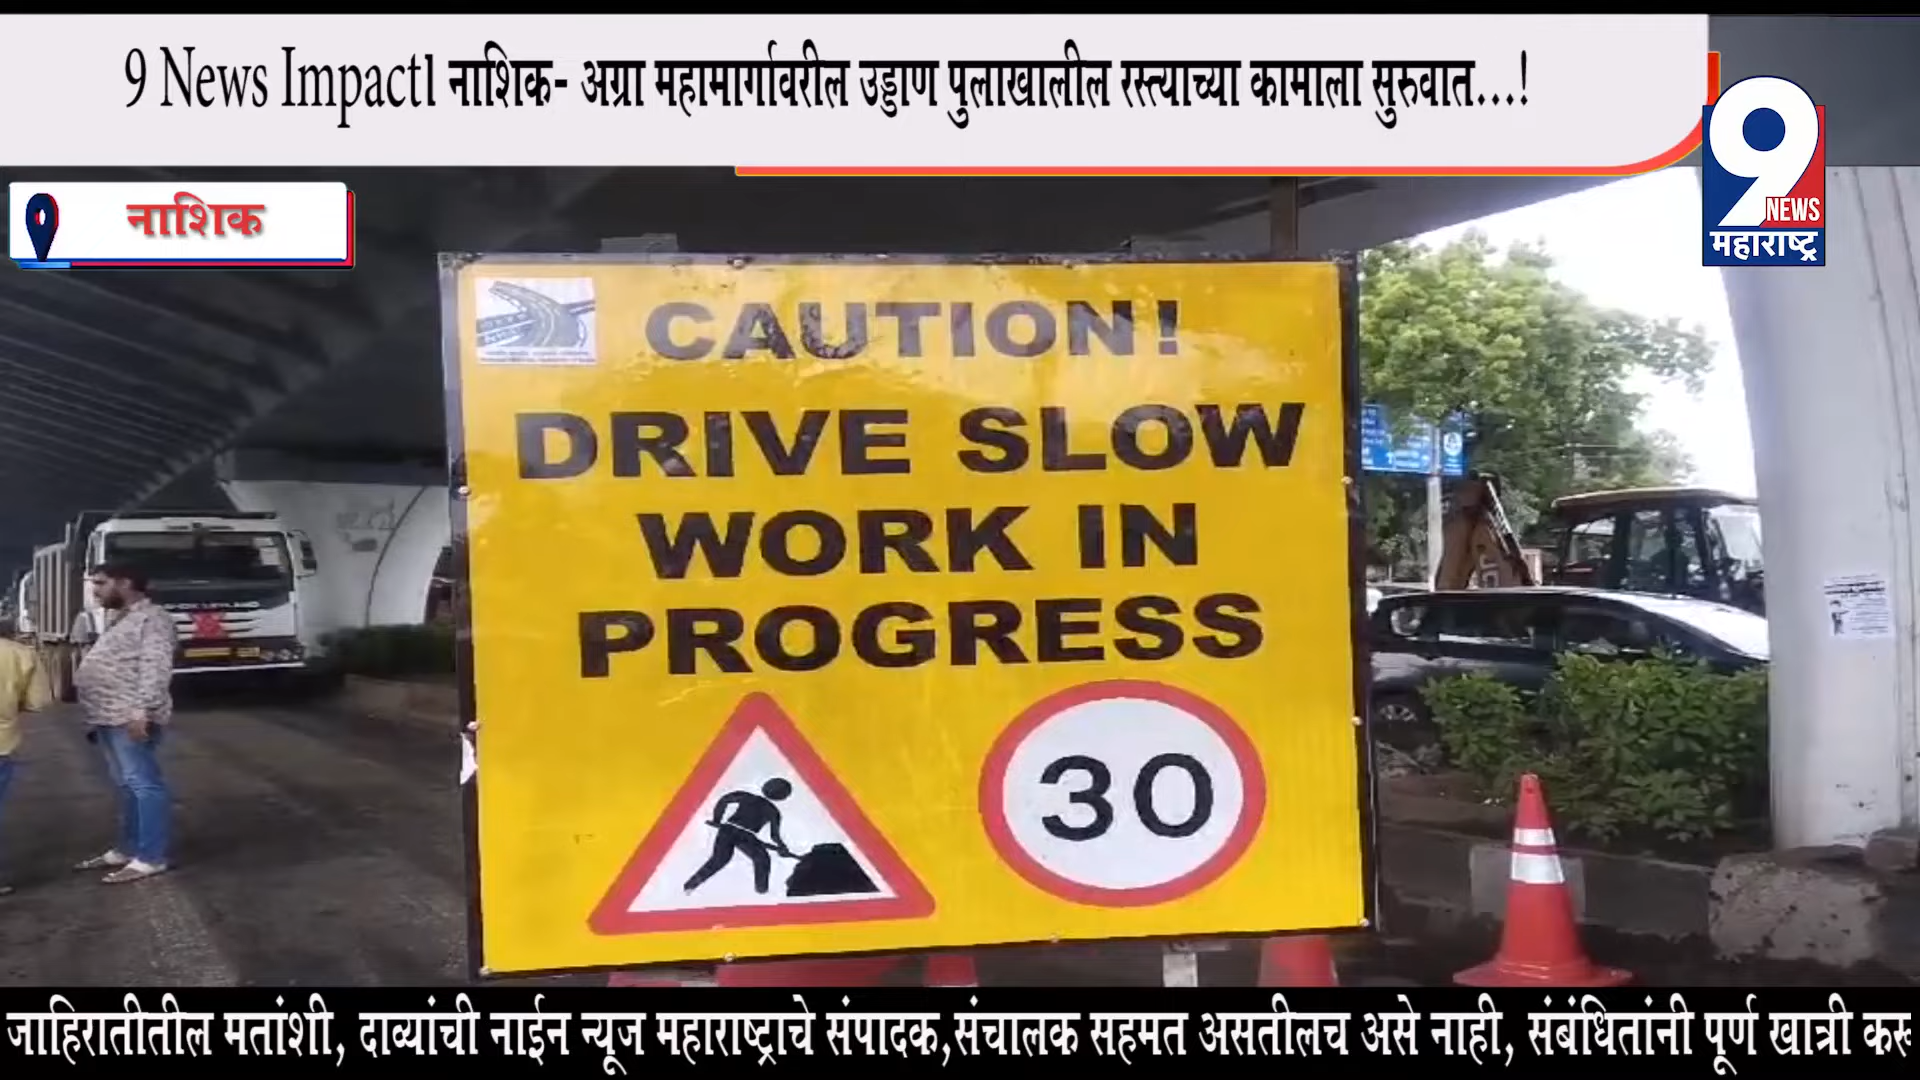 9 News Impact। नाशिक- अग्रा महामार्गावरील उड्डाण पुलाखालील रस्त्याच्या कामाला सुरुवात...!
9
NEWS
महाराष्ट्र
नाशिक
CAUTION!
DRIVE SLOW
WORK IN
PROGRESS
30
JCB
जाहिरातीतील मतांशी, दाव्यांची नाईन न्यूज महाराष्ट्राचे संपादक,संचालक सहमत असतीलच असे नाही, संबंधितांनी पूर्ण खात्री करू